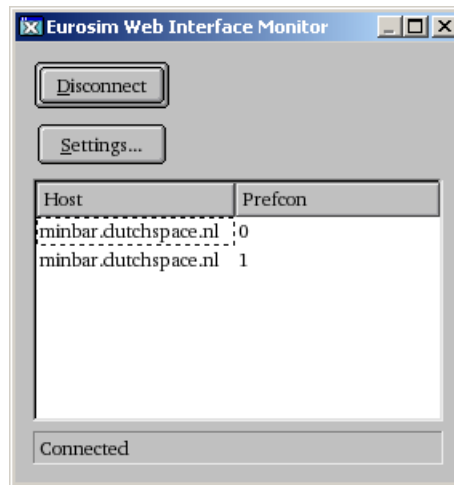 Eurosim Web Interface Monitor
Disconnect
Settings...
Host Prefcon
minbar.dutchspace.nl 0
minbar.dutchspace.nl 1
Connected